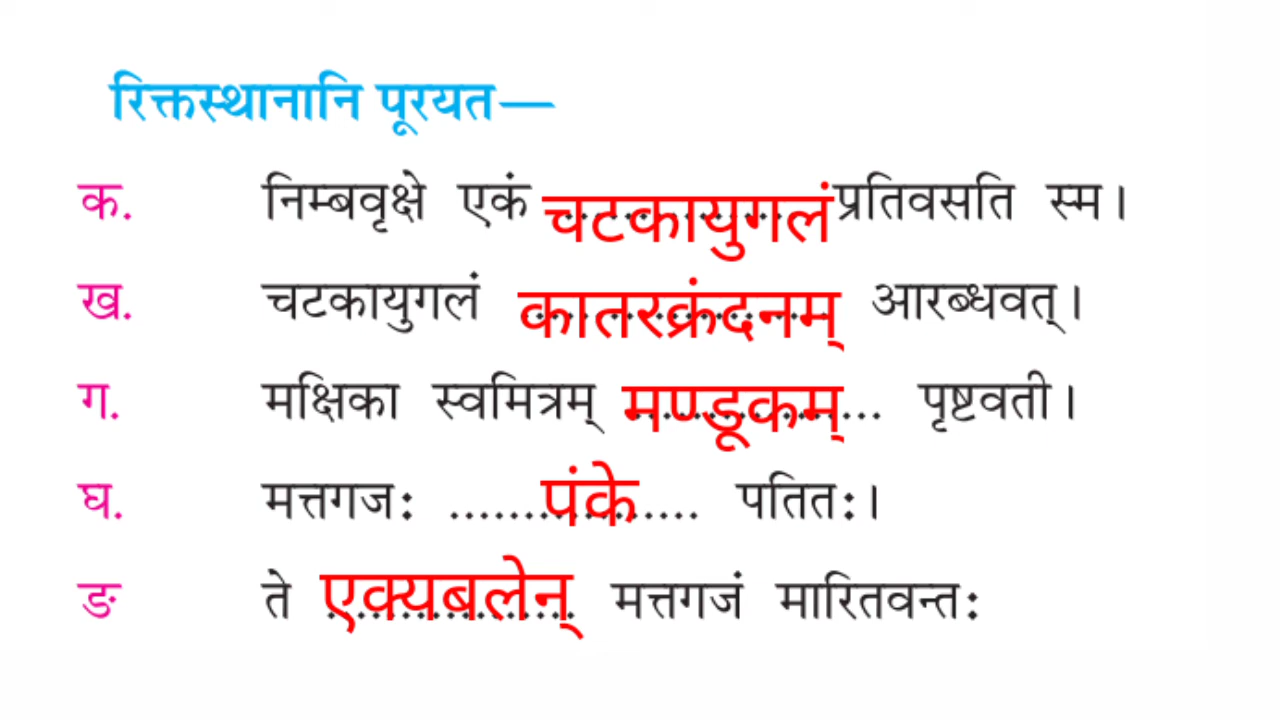 रिक्तस्थानानि पूरयत—
क. निम्बवृक्षे एकं चटकायुगलं प्रतिवसति स्म।
ख. चटकायुगलं कातरक्रंदनम् आरब्धवत्।
ग. मक्षिका स्वमित्रम् मण्डूकम् पृष्टवती।
घ. मत्तगजः पंके पतितः।
ङ ते एक्यबलेन् मत्तगजं मारितवन्तः